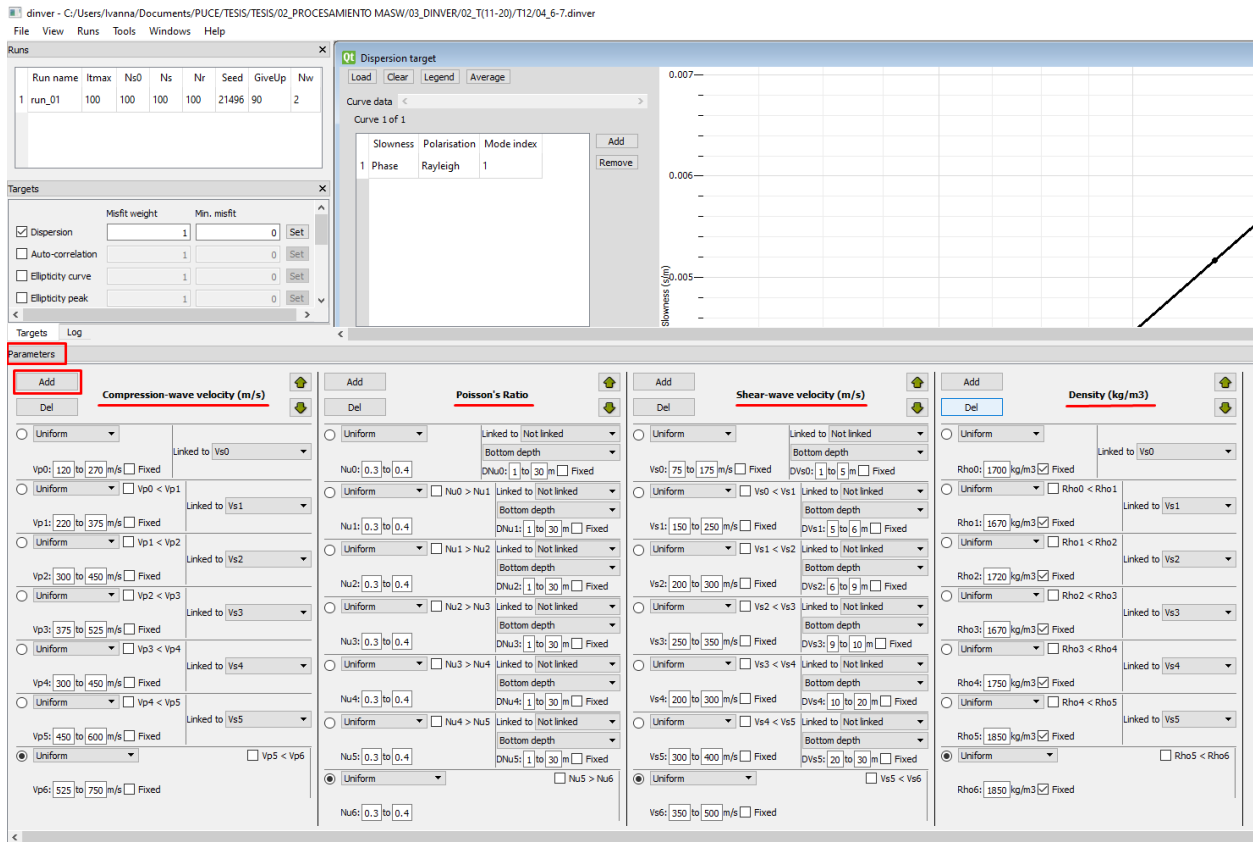 dinver - C:/Users/Ivanna/Documents/PUCE/TESIS/TESIS/02_PROCESAMIENTO MASW/03_DINVER/02_T(11-20)/T12/04_6-7.dinver
File View Runs Tools Windows Help
Runs
Run name Itmax Ns0 Ns Nr Seed GiveUp Nw
1 run_01 100 100 100 100 21496 90 2
Targets
Misfit weight Min. misfit
Dispersion 1 0 Set
Auto-correlation 1 0 Set
Ellipticity curve 1 0 Set
Ellipticity peak 1 0 Set
Targets Log
Qt Dispersion target
Load Clear Legend Average
Curve data
Curve 1 of 1
Slowness Polarisation Mode index
1 Phase Rayleigh 1
Add
Remove
0.007
0.006
0.005
Slowness (s/m)
Parameters
Add
Del
Compression-wave velocity (m/s)
Uniform
Linked to Vs0
Vp0: 120 to 270 m/s Fixed
Uniform Vp0 < Vp1
Linked to Vs1
Vp1: 220 to 375 m/s Fixed
Uniform Vp1 < Vp2
Linked to Vs2
Vp2: 300 to 450 m/s Fixed
Uniform Vp2 < Vp3
Linked to Vs3
Vp3: 375 to 525 m/s Fixed
Uniform Vp3 < Vp4
Linked to Vs4
Vp4: 300 to 450 m/s Fixed
Uniform Vp4 < Vp5
Linked to Vs5
Vp5: 450 to 600 m/s Fixed
Uniform Vp5 < Vp6
Vp6: 525 to 750 m/s Fixed
Add
Del
Poisson's Ratio
Uniform Linked to Not linked
Bottom depth
Nu0: 0.3 to 0.4 DNu0: 1 to 30 m Fixed
Uniform Nu0 > Nu1 Linked to Not linked
Bottom depth
Nu1: 0.3 to 0.4 DNu1: 1 to 30 m Fixed
Uniform Nu1 > Nu2 Linked to Not linked
Bottom depth
Nu2: 0.3 to 0.4 DNu2: 1 to 30 m Fixed
Uniform Nu2 > Nu3 Linked to Not linked
Bottom depth
Nu3: 0.3 to 0.4 DNu3: 1 to 30 m Fixed
Uniform Nu3 > Nu4 Linked to Not linked
Bottom depth
Nu4: 0.3 to 0.4 DNu4: 1 to 30 m Fixed
Uniform Nu4 > Nu5 Linked to Not linked
Bottom depth
Nu5: 0.3 to 0.4 DNu5: 1 to 30 m Fixed
Uniform Nu5 > Nu6
Nu6: 0.3 to 0.4
Add
Del
Shear-wave velocity (m/s)
Uniform Linked to Not linked
Bottom depth
Vs0: 75 to 175 m/s Fixed DVs0: 1 to 5 m Fixed
Uniform Vs0 < Vs1 Linked to Not linked
Bottom depth
Vs1: 150 to 250 m/s Fixed DVs1: 5 to 6 m Fixed
Uniform Vs1 < Vs2 Linked to Not linked
Bottom depth
Vs2: 200 to 300 m/s Fixed DVs2: 6 to 9 m Fixed
Uniform Vs2 < Vs3 Linked to Not linked
Bottom depth
Vs3: 250 to 350 m/s Fixed DVs3: 9 to 10 m Fixed
Uniform Vs3 < Vs4 Linked to Not linked
Bottom depth
Vs4: 200 to 300 m/s Fixed DVs4: 10 to 20 m Fixed
Uniform Vs4 < Vs5 Linked to Not linked
Bottom depth
Vs5: 300 to 400 m/s Fixed DVs5: 20 to 30 m Fixed
Uniform Vs5 < Vs6
Vs6: 350 to 500 m/s Fixed
Add
Del
Density (kg/m3)
Uniform
Linked to Vs0
Rho0: 1700 kg/m3 Fixed
Uniform Rho0 < Rho1
Linked to Vs1
Rho1: 1670 kg/m3 Fixed
Uniform Rho1 < Rho2
Linked to Vs2
Rho2: 1720 kg/m3 Fixed
Uniform Rho2 < Rho3
Linked to Vs3
Rho3: 1670 kg/m3 Fixed
Uniform Rho3 < Rho4
Linked to Vs4
Rho4: 1750 kg/m3 Fixed
Uniform Rho4 < Rho5
Linked to Vs5
Rho5: 1850 kg/m3 Fixed
Uniform Rho5 < Rho6
Rho6: 1850 kg/m3 Fixed